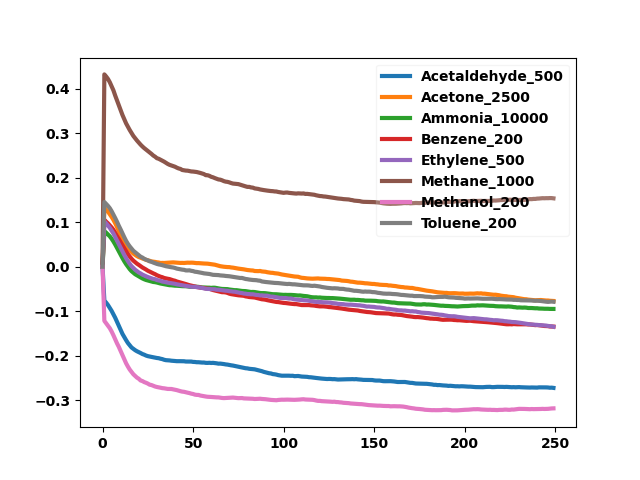 0.4
0.3
0.2
0.1
0.0
−0.1
−0.2
−0.3
0 50 100 150 200 250
Acetaldehyde_500
Acetone_2500
Ammonia_10000
Benzene_200
Ethylene_500
Methane_1000
Methanol_200
Toluene_200